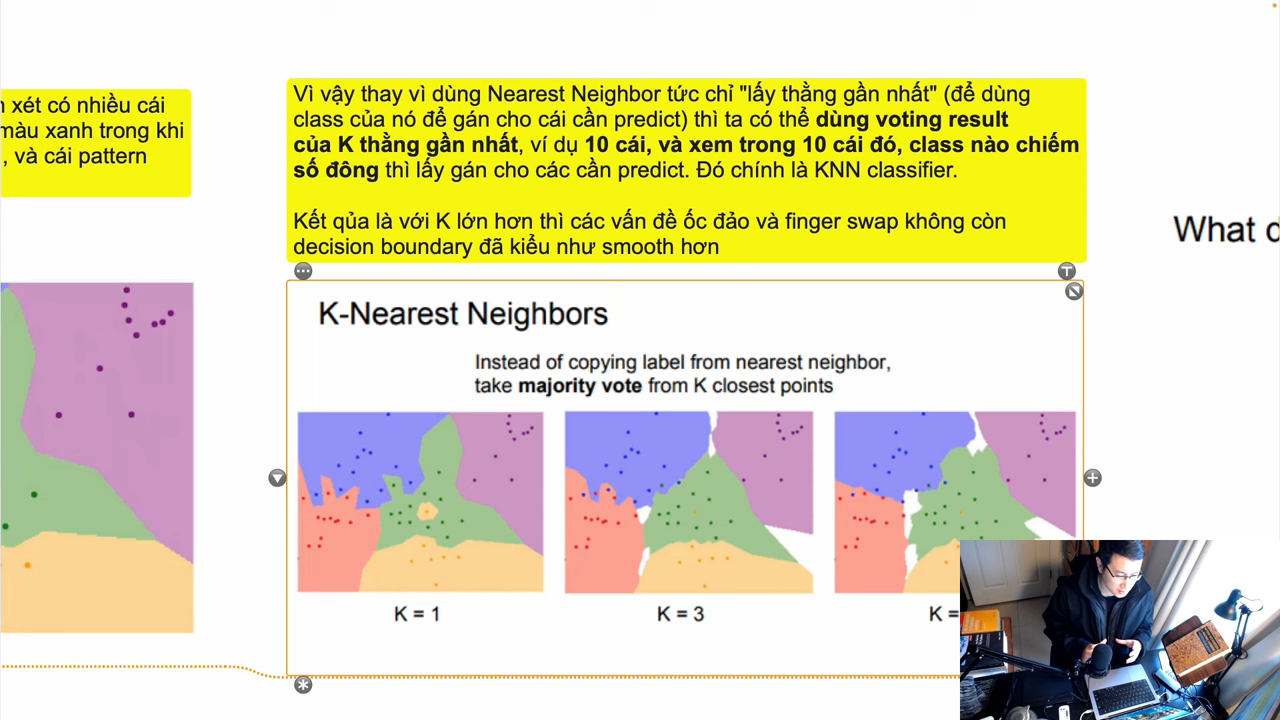 n xét có nhiều cái
màu xanh trong khi
, và cái pattern
Vì vậy thay vì dùng Nearest Neighbor tức chỉ "lấy thằng gần nhất" (để dùng
class của nó để gán cho cái cần predict) thì ta có thể dùng voting result
của K thằng gần nhất, ví dụ 10 cái, và xem trong 10 cái đó, class nào chiếm
số đông thì lấy gán cho các cần predict. Đó chính là KNN classifier.
Kết qủa là với K lớn hơn thì các vấn đề ốc đảo và finger swap không còn
decision boundary đã kiểu như smooth hơn
What d
K-Nearest Neighbors
Instead of copying label from nearest neighbor,
take majority vote from K closest points
K = 1
K = 3
K =